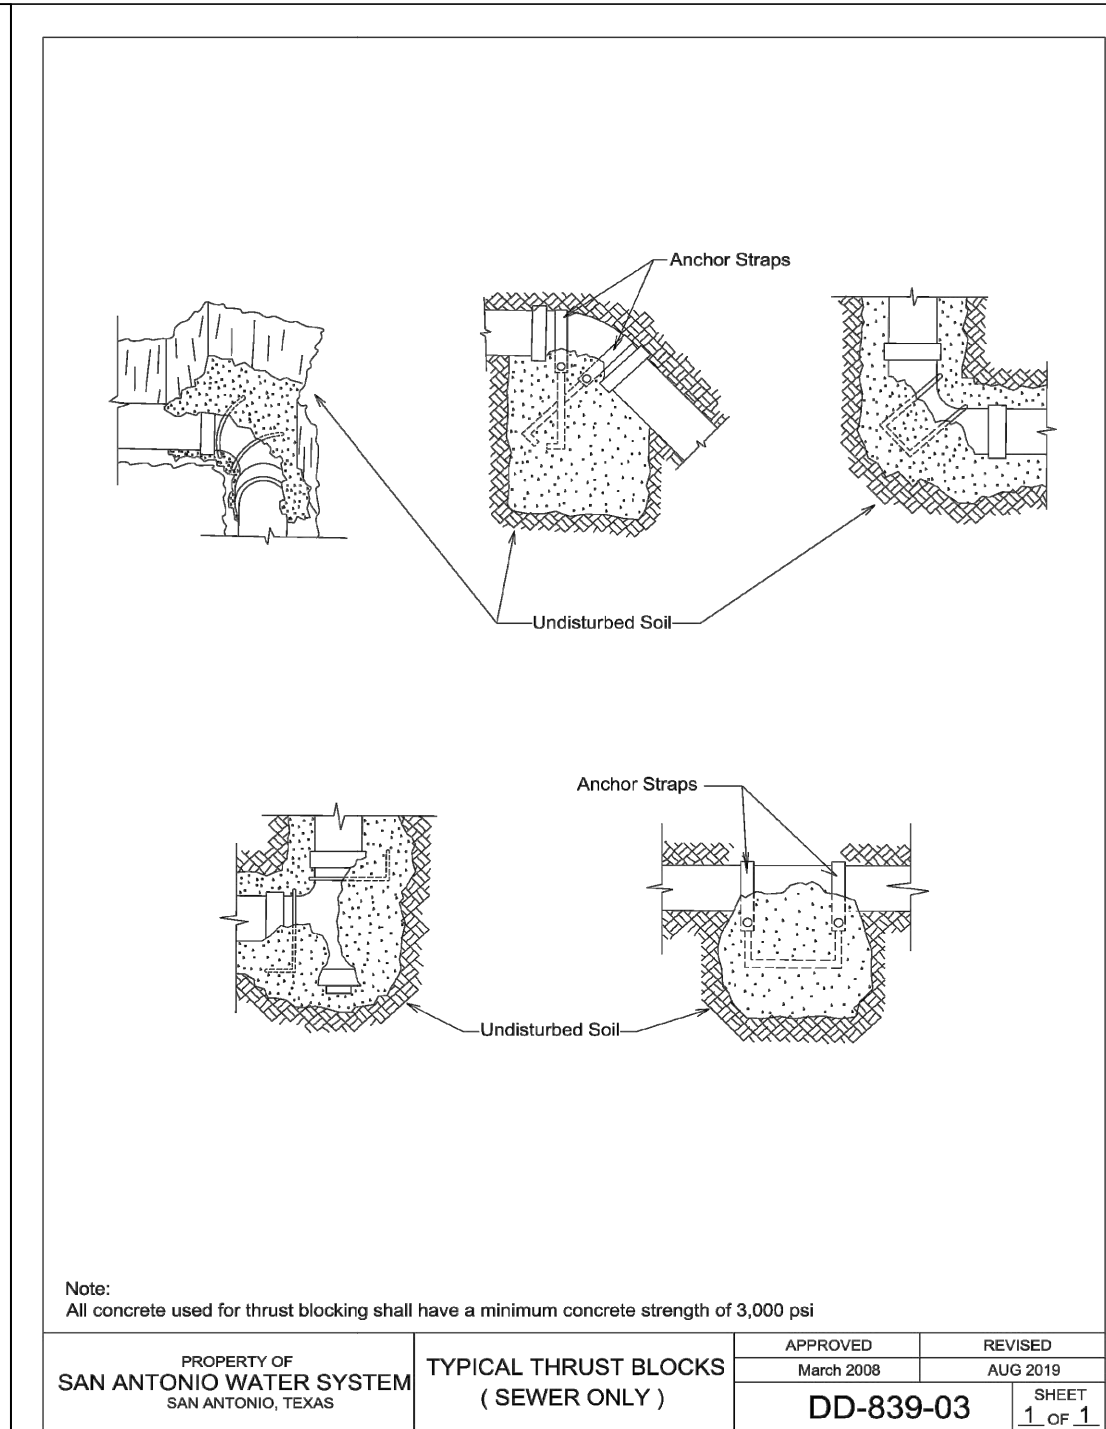 Anchor Straps
Undisturbed Soil
Anchor Straps
Undisturbed Soil
Note:
All concrete used for thrust blocking shall have a minimum concrete strength of 3,000 psi
PROPERTY OF
SAN ANTONIO WATER SYSTEM
SAN ANTONIO, TEXAS
TYPICAL THRUST BLOCKS
( SEWER ONLY )
APPROVED
March 2008
REVISED
AUG 2019
DD-839-03
SHEET
1 OF 1